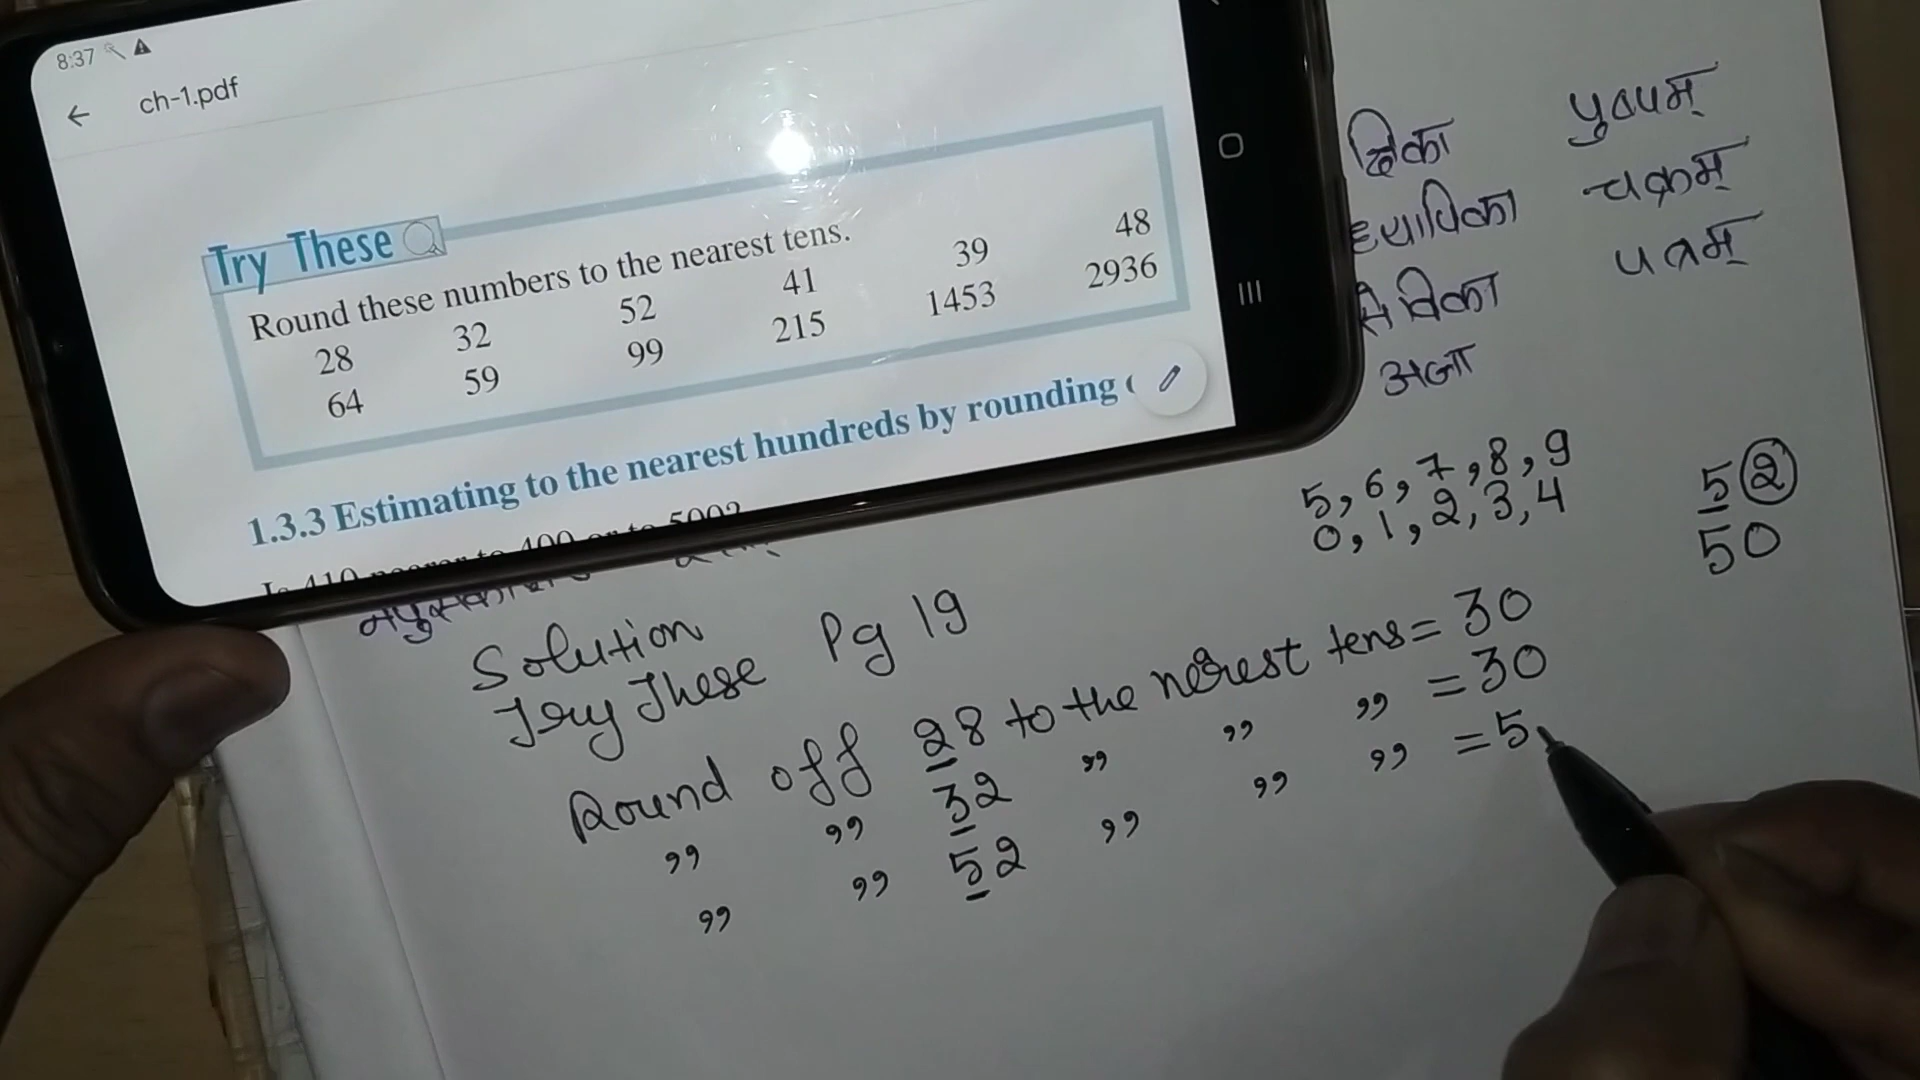 8:37
ch-1.pdf
Try These
Round these numbers to the nearest tens.
28 32 52 41 39 48
64 59 99 215 1453 2936
1.3.3 Estimating to the nearest hundreds by rounding
पत्रम्
चक्रम्
अजा
5, 6, 7, 8, 9
0, 1, 2, 3, 4
52
50
Solution
Try These Pg 19
Round off 28 to the nerest tens = 30
,, ,, 32 ,, ,, ,, = 30
,, ,, 52 ,, ,, ,, = 5